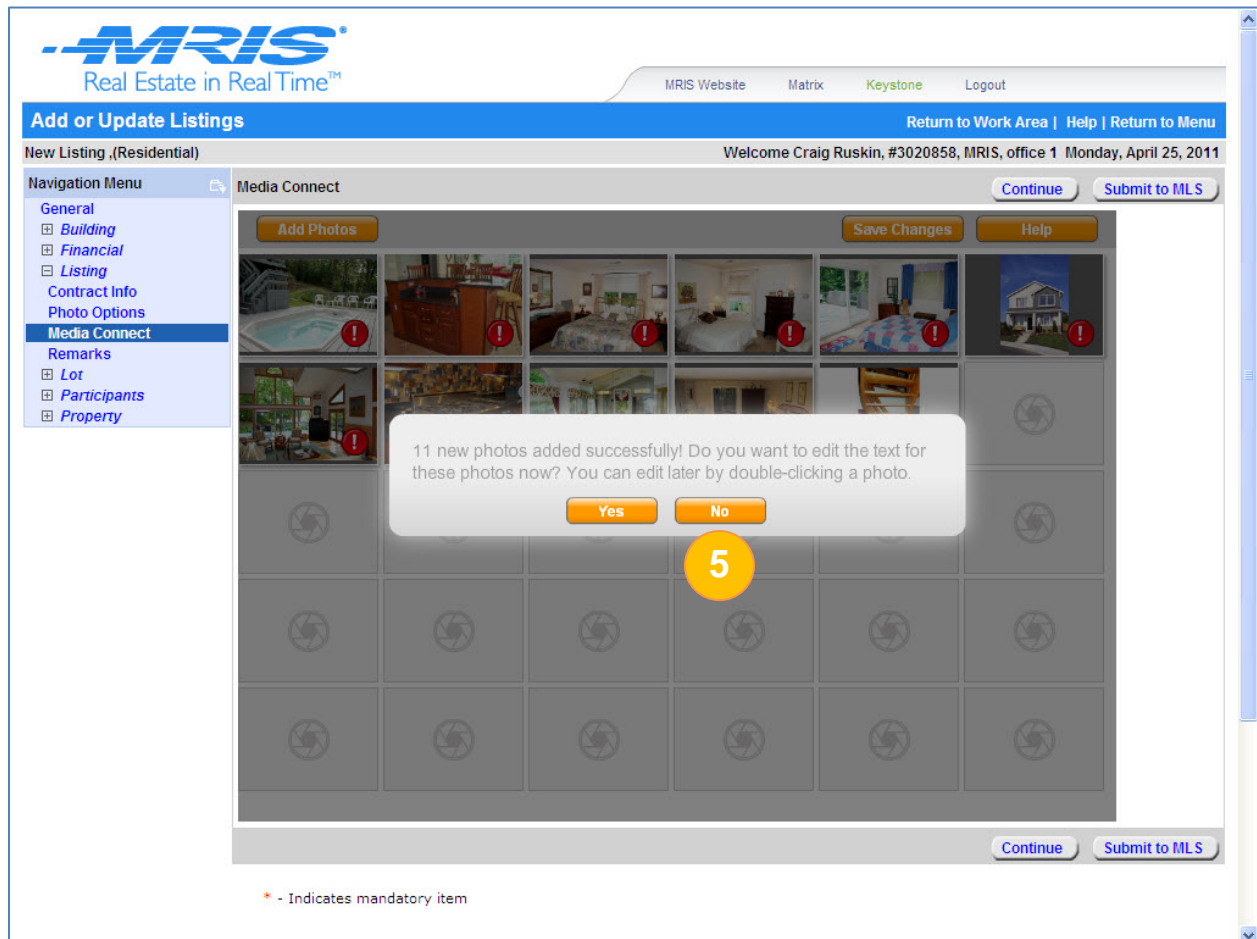 MRIS®
Real Estate in Real Time™
MRIS Website Matrix Keystone Logout
Add or Update Listings
Return to Work Area | Help | Return to Menu
New Listing ,(Residential)
Welcome Craig Ruskin, #3020858, MRIS, office 1 Monday, April 25, 2011
Navigation Menu
General
Building
Financial
Listing
Contract Info
Photo Options
Media Connect
Remarks
Lot
Participants
Property
Media Connect
Continue
Submit to MLS
Add Photos
Save Changes
Help
11 new photos added successfully! Do you want to edit the text for
these photos now? You can edit later by double-clicking a photo.
Yes
No
5
Continue
Submit to MLS
* - Indicates mandatory item